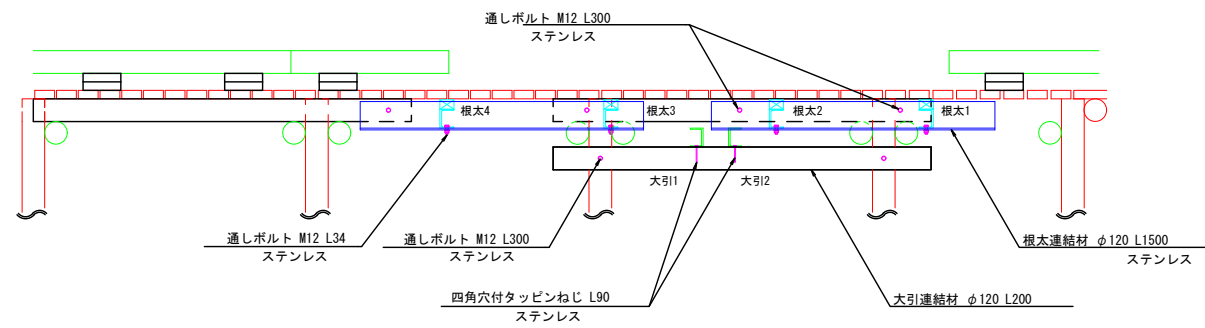 通しボルト M12 L300
ステンレス
根太4
根太3
根太2
根太1
大引1
大引2
通しボルト M12 L34
ステンレス
通しボルト M12 L300
ステンレス
根太連結材 φ120 L1500
ステンレス
四角穴付タッピンねじ L90
ステンレス
大引連結材 φ120 L200